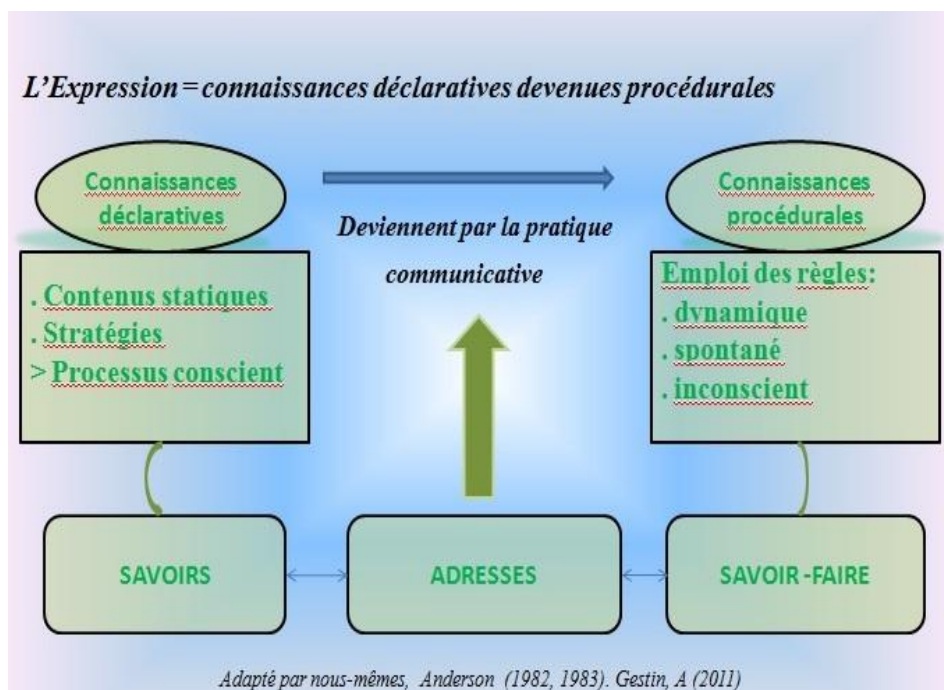 L’Expression = connaissances déclaratives devenues procédurales
Connaissances
déclaratives
Deviennent par la pratique
communicative
Connaissances
procédurales
. Contenus statiques
. Stratégies
> Processus conscient
Emploi des règles:
. dynamique
. spontané
. inconscient
SAVOIRS
ADRESSES
SAVOIR -FAIRE
Adapté par nous-mêmes, Anderson (1982, 1983). Gestin, A (2011)